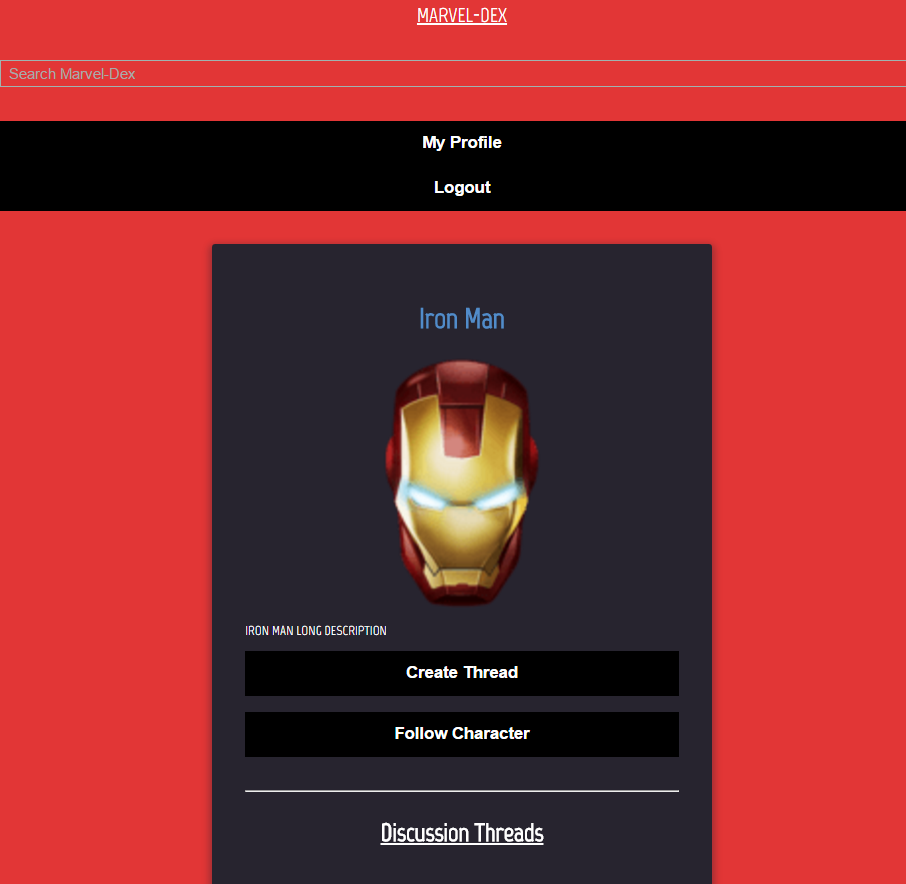 MARVEL-DEX
Search Marvel-Dex
My Profile
Logout
Iron Man
IRON MAN LONG DESCRIPTION
Create Thread
Follow Character
Discussion Threads